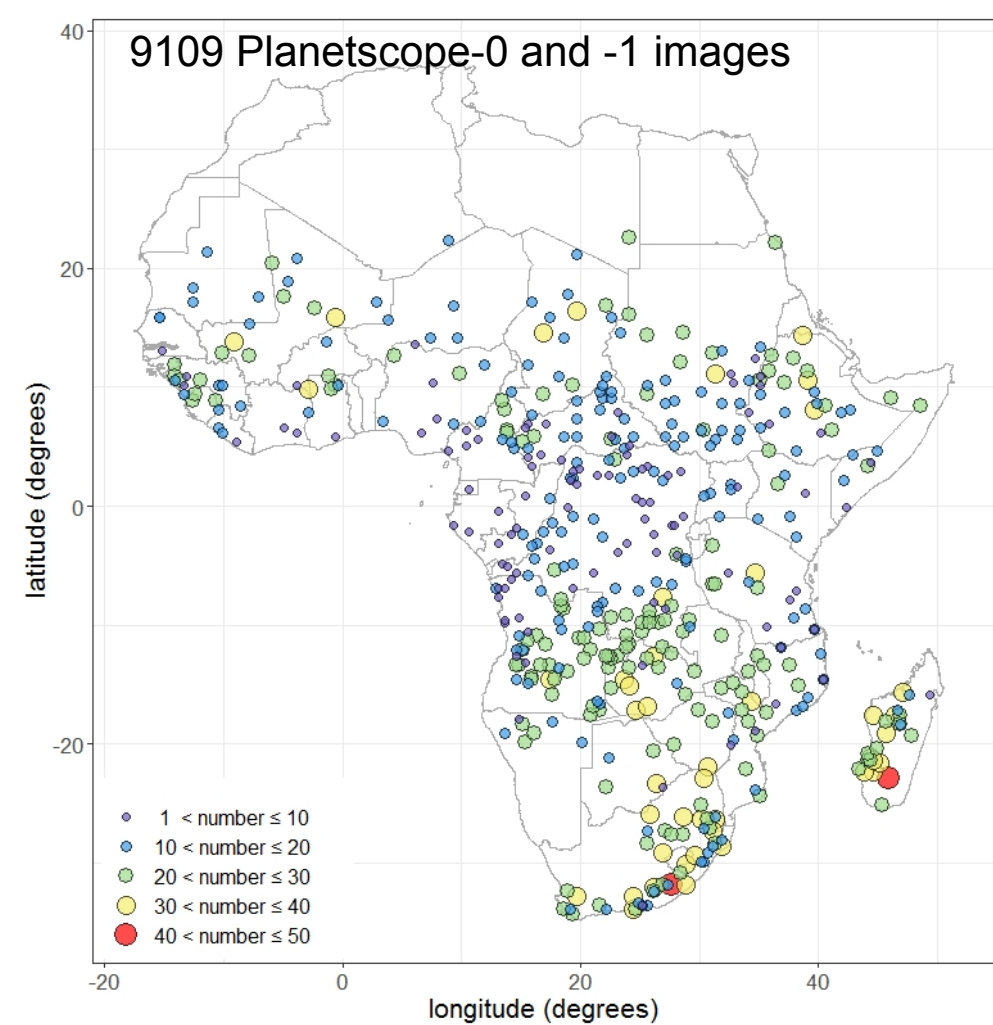 9109 Planetscope-0 and -1 images
40
20
0
-20
latitude (degrees)
1 < number ≤ 10
10 < number ≤ 20
20 < number ≤ 30
30 < number ≤ 40
40 < number ≤ 50
-20
0
20
40
longitude (degrees)